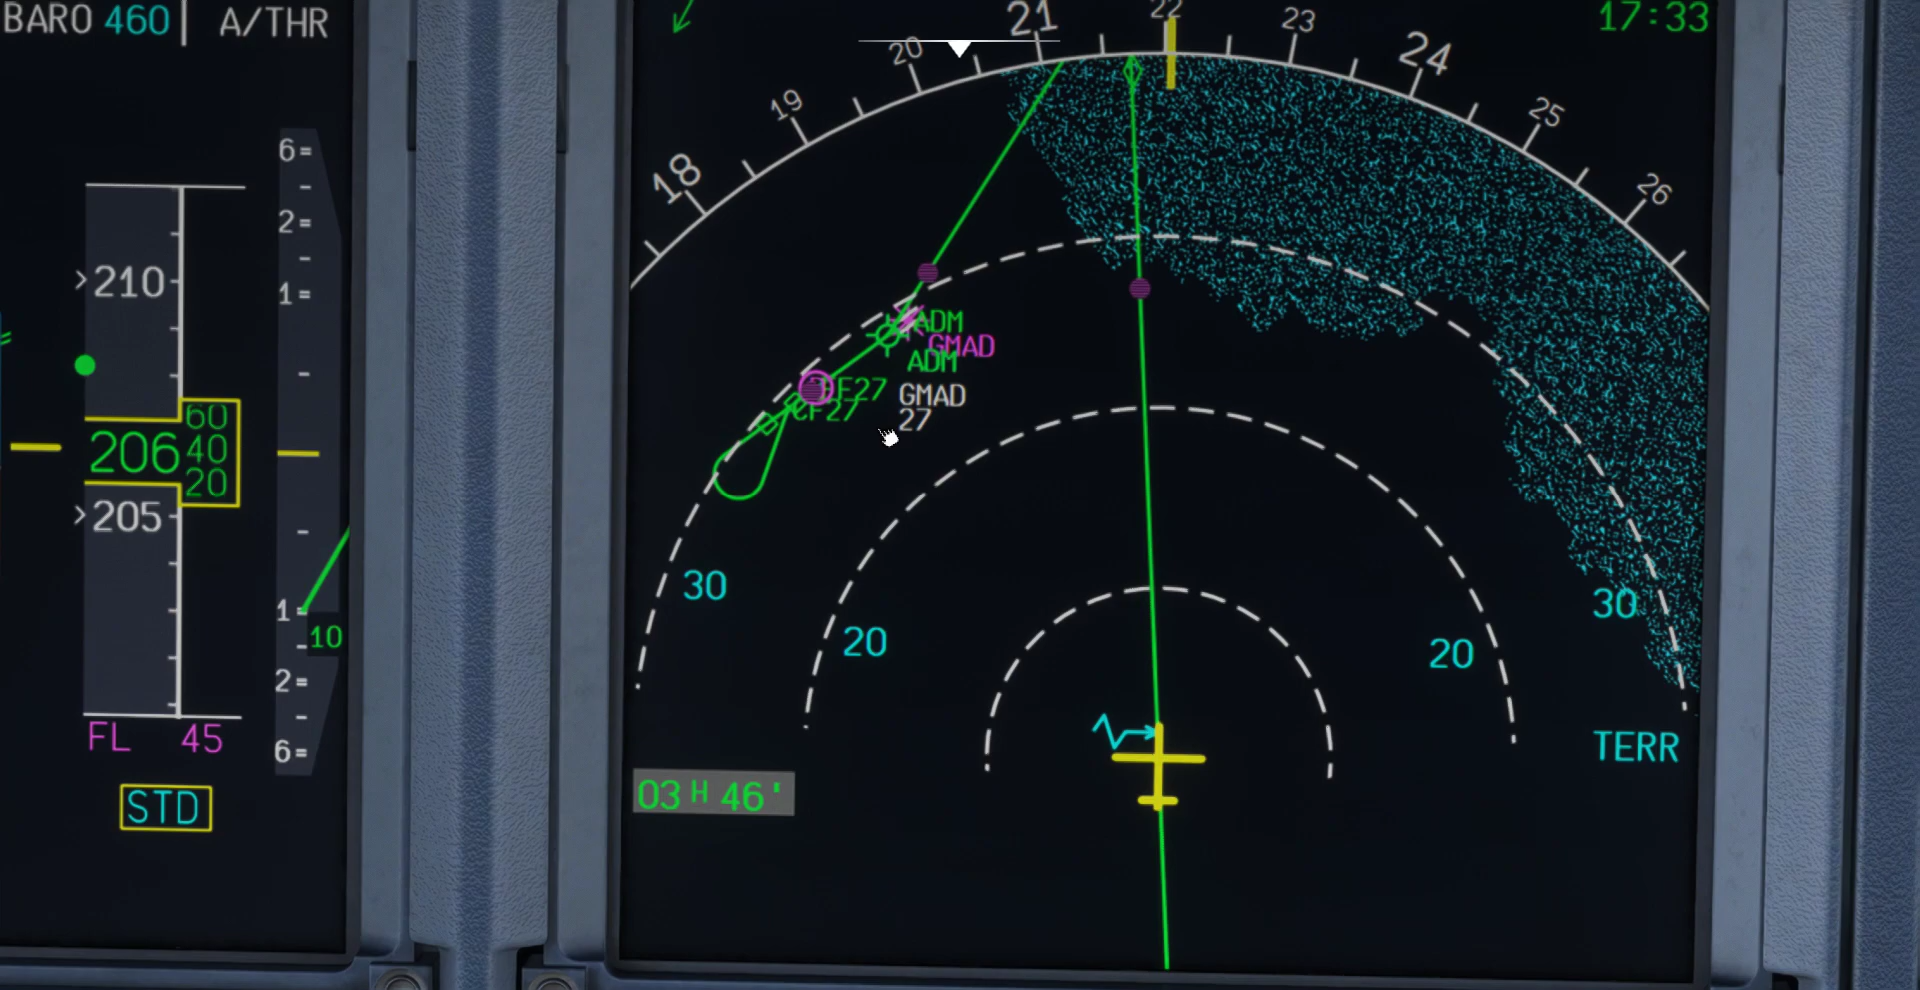 BARO 460 A/THR
6
2
1
210
60
206 40
20
205
1
10
2
6
FL 45
STD
17:33
18 19 20 21 22 23 24 25 26
ADM
GMAD
ADM
CF27
GMAD
27
30 30
20 20
TERR
03 H 46'